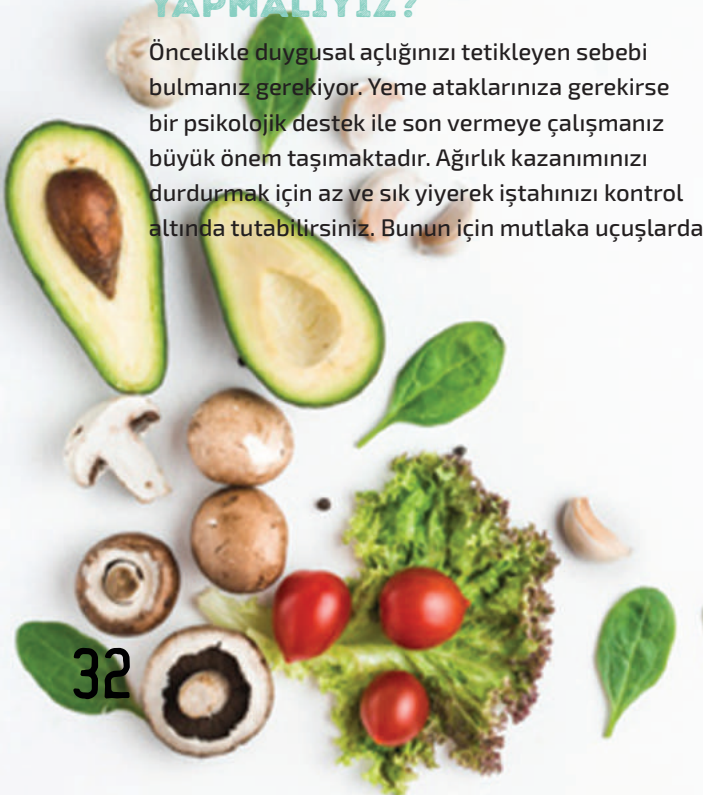 YAPMALIYIZ?
Öncelikle duygusal açlığınızı tetikleyen sebebi
bulmanız gerekiyor. Yeme ataklarınıza gerekirse
bir psikolojik destek ile son vermeye çalışmanız
büyük önem taşımaktadır. Ağırlık kazanımınızı
durdurmak için az ve sık yiyerek iştahınızı kontrol
altında tutabilirsiniz. Bunun için mutlaka uçuşlarda
32